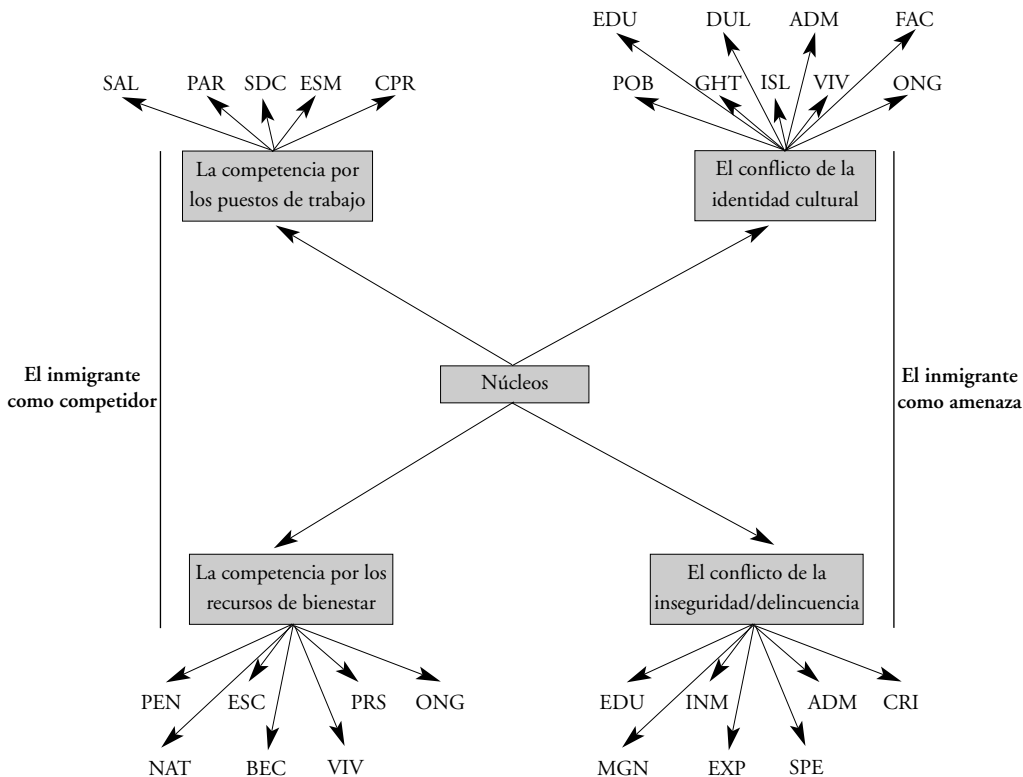 EDU DUL ADM FAC
SAL PAR SDC ESM CPR
POB GHT ISL VIV ONG
La competencia por
los puestos de trabajo
El conflicto de la
identidad cultural
El inmigrante
como competidor
Núcleos
El inmigrante
como amenaza
La competencia por los
recursos de bienestar
El conflicto de la
inseguridad/delincuencia
PEN ESC PRS ONG
NAT BEC VIV
EDU INM ADM CRI
MGN EXP SPE